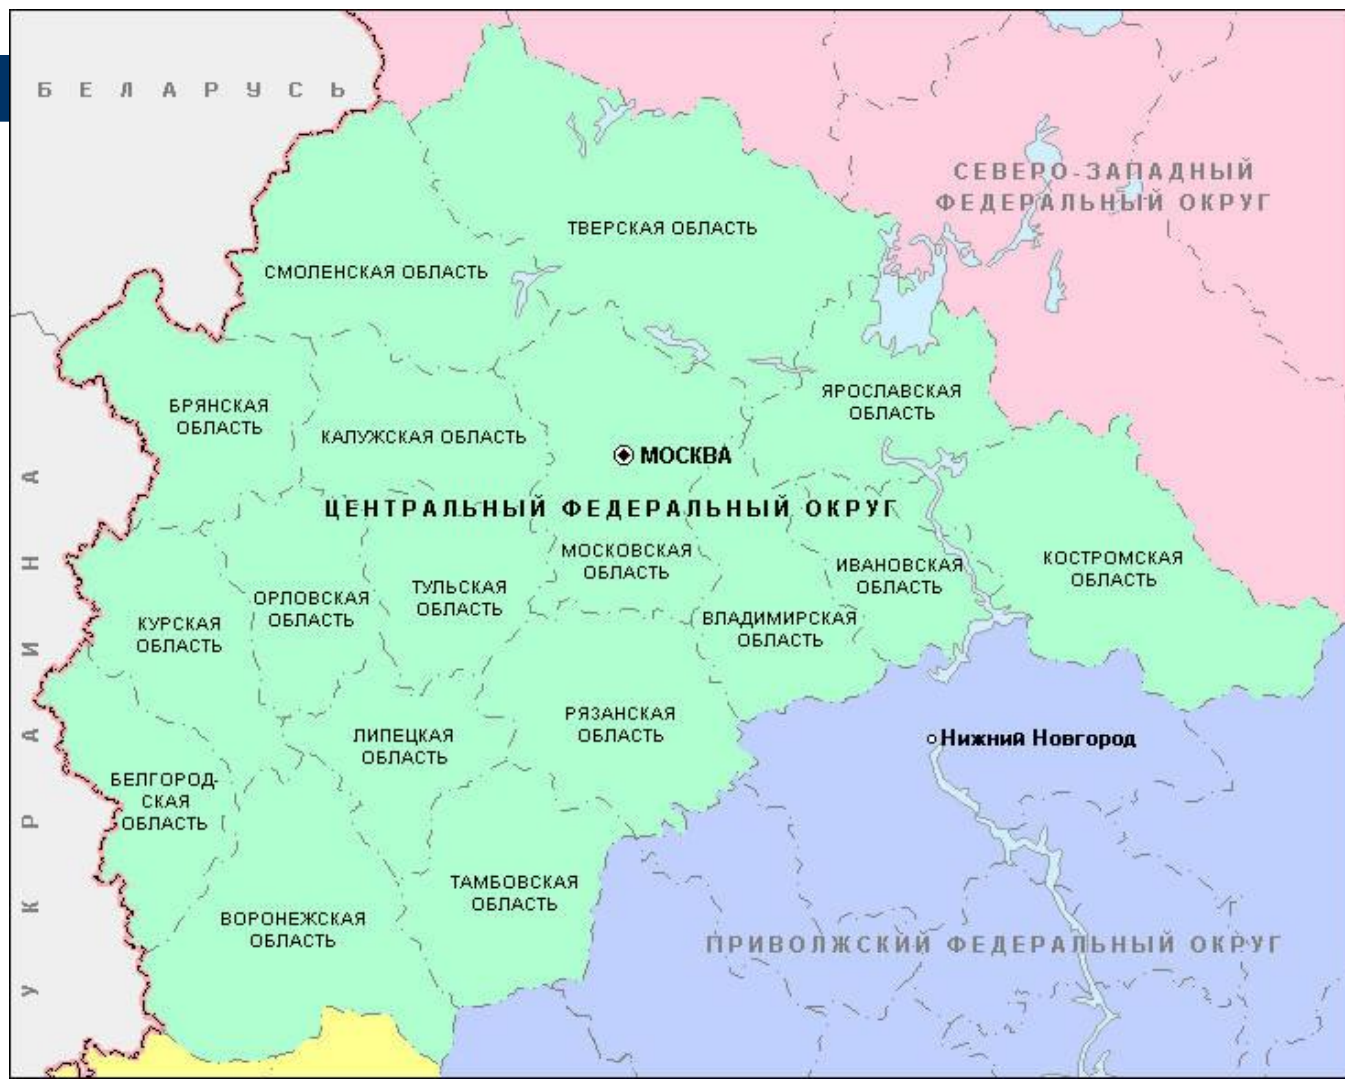 БЕЛАРУСЬ
СЕВЕРО-ЗАПАДНЫЙ
ФЕДЕРАЛЬНЫЙ ОКРУГ
ТВЕРСКАЯ ОБЛАСТЬ
СМОЛЕНСКАЯ ОБЛАСТЬ
ЯРОСЛАВСКАЯ
ОБЛАСТЬ
БРЯНСКАЯ
ОБЛАСТЬ
КАЛУЖСКАЯ ОБЛАСТЬ
МОСКВА
ЦЕНТРАЛЬНЫЙ ФЕДЕРАЛЬНЫЙ ОКРУГ
МОСКОВСКАЯ
ОБЛАСТЬ
ИВАНОВСКАЯ
ОБЛАСТЬ
КОСТРОМСКАЯ
ОБЛАСТЬ
ТУЛЬСКАЯ
ОБЛАСТЬ
ОРЛОВСКАЯ
ОБЛАСТЬ
КУРСКАЯ
ОБЛАСТЬ
ВЛАДИМИРСКАЯ
ОБЛАСТЬ
УКРАИНА
РЯЗАНСКАЯ
ОБЛАСТЬ
ЛИПЕЦКАЯ
ОБЛАСТЬ
Нижний Новгород
БЕЛГОРОД-
СКАЯ
ОБЛАСТЬ
ТАМБОВСКАЯ
ОБЛАСТЬ
ВОРОНЕЖСКАЯ
ОБЛАСТЬ
ПРИВОЛЖСКИЙ ФЕДЕРАЛЬНЫЙ ОКРУГ